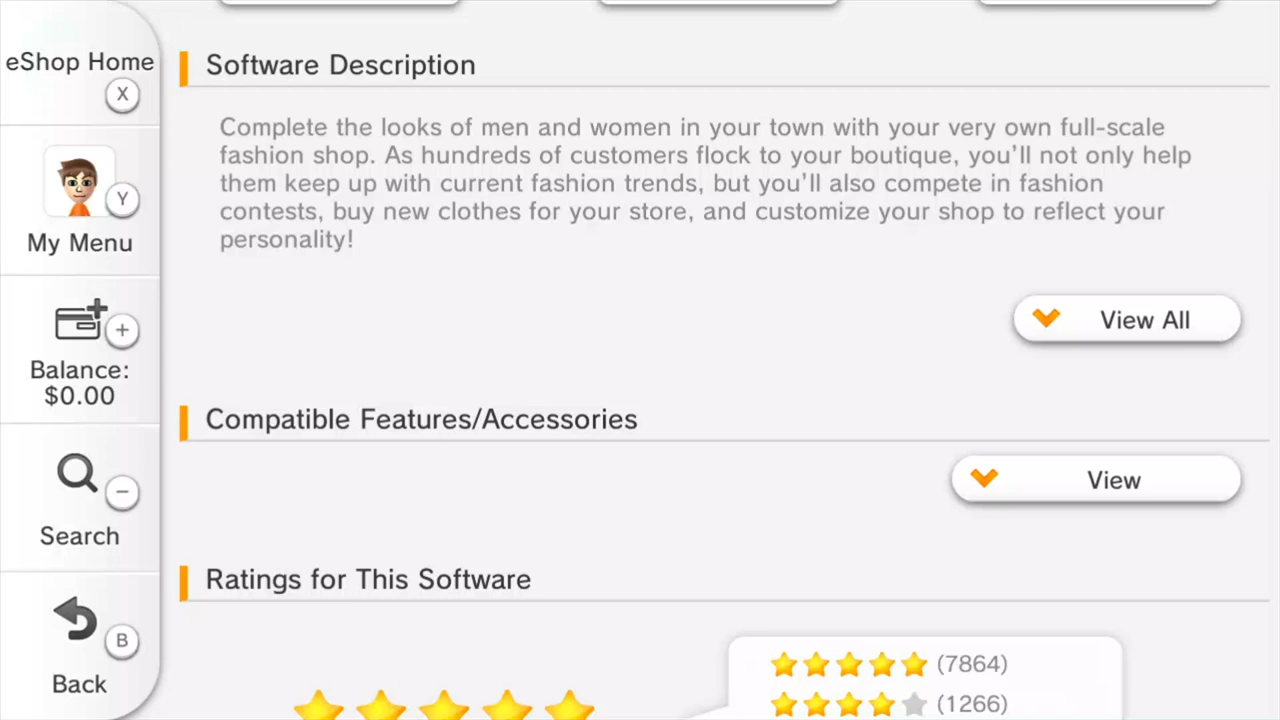 eShop Home
X
Y
My Menu
+
Balance:
$0.00
−
Search
B
Back
Software Description
Complete the looks of men and women in your town with your very own full-scale
fashion shop. As hundreds of customers flock to your boutique, you’ll not only help
them keep up with current fashion trends, but you’ll also compete in fashion
contests, buy new clothes for your store, and customize your shop to reflect your
personality!
View All
Compatible Features/Accessories
View
Ratings for This Software
(7864)
(1266)